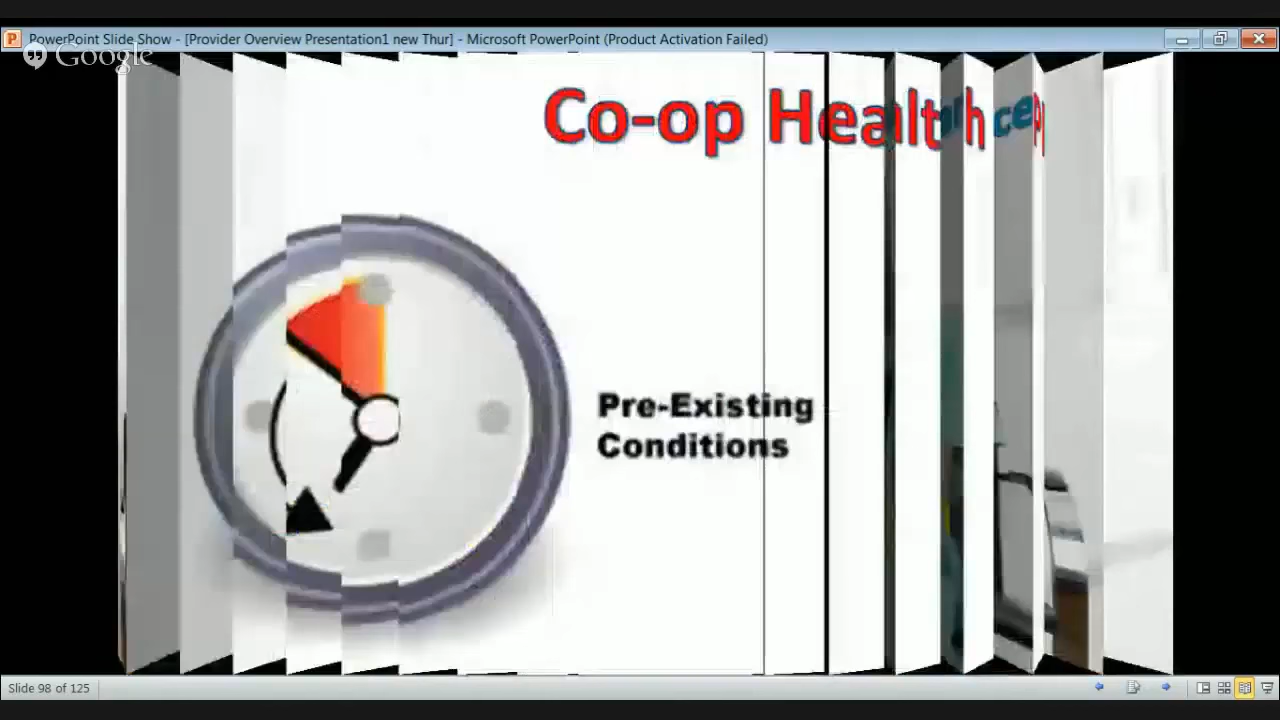 PowerPoint Slide Show - [Provider Overview Presentation1 new Thur] - Microsoft PowerPoint (Product Activation Failed)
Google
Co-op Health
Pre-Existing
Conditions
Slide 98 of 125